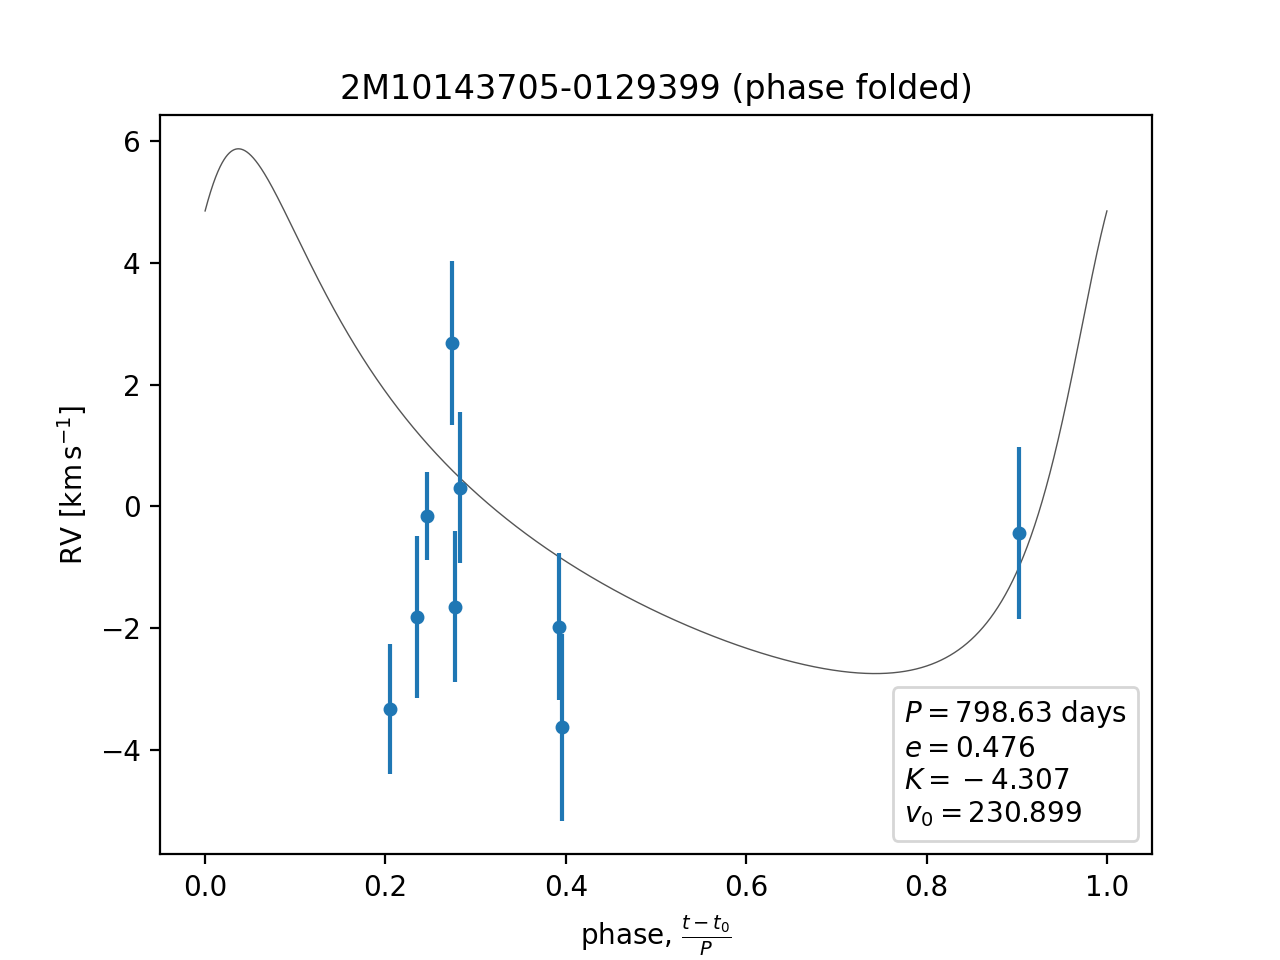 2M10143705-0129399 (phase folded)
RV [km s⁻¹]
6
4
2
0
−2
−4
P = 798.63 days
e = 0.476
K = −4.307
v₀ = 230.899
0.0 0.2 0.4 0.6 0.8 1.0
phase, (t − t₀)/P